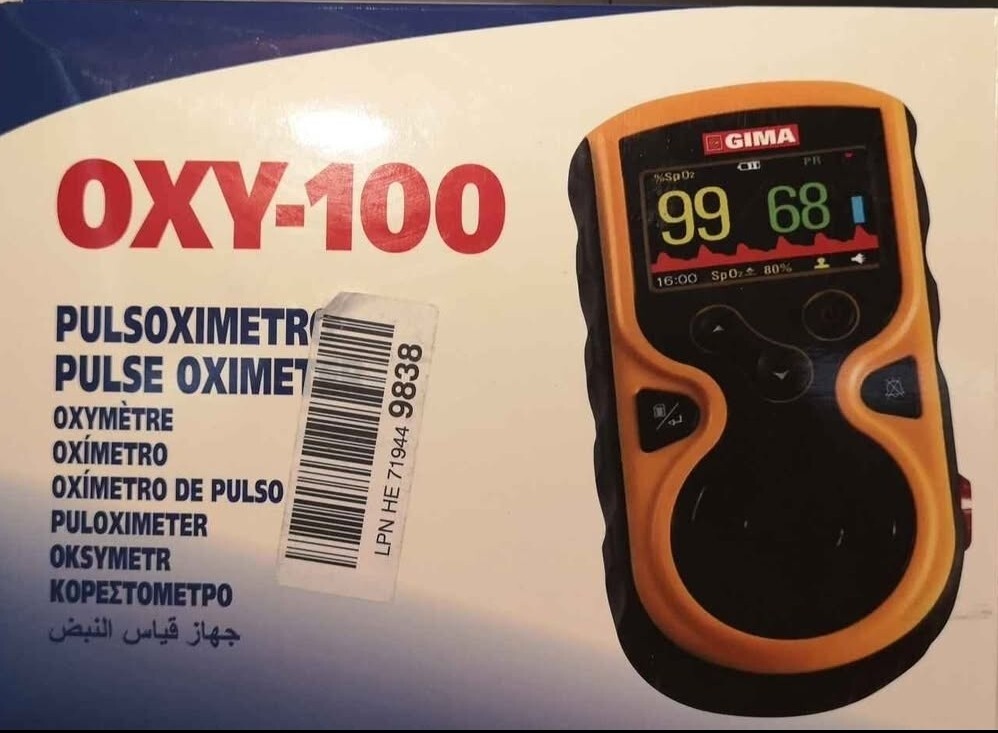 OXY-100
PULSOXIMETR
PULSE OXIMET
OXYMÈTRE
OXÍMETRO
OXÍMETRO DE PULSO
PULOXIMETER
OKSYMETR
ΚΟΡΕΣΤΟΜΕΤΡΟ
جهاز قياس النبض
LPN HE 71944 9838
GIMA
%SpO2
PR
99 68
16:00 SpO2 80%